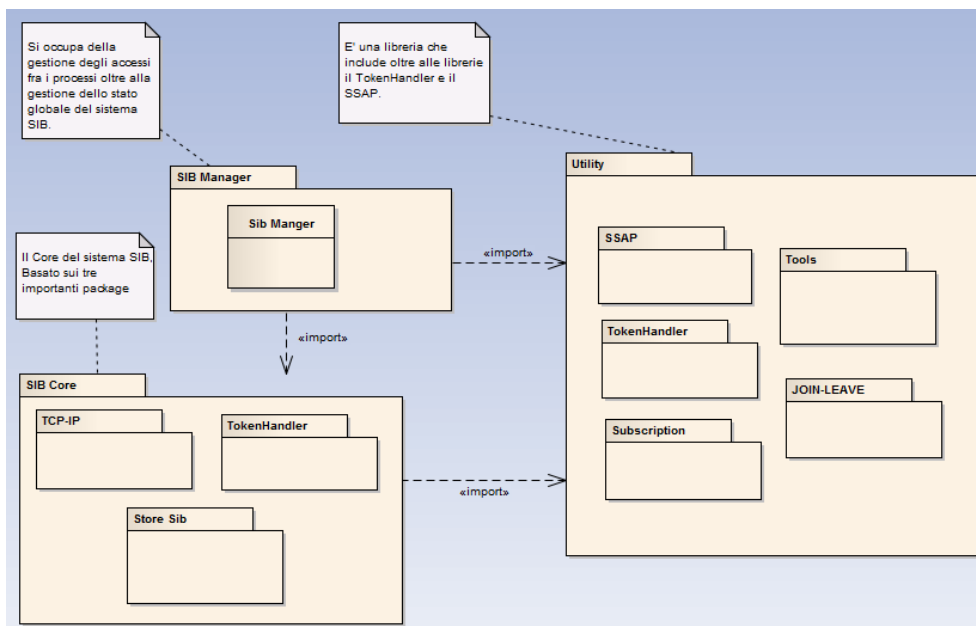 Si occupa della
gestione degli accessi
fra i processi oltre alla
gestione dello stato
globale del sistema
SIB.
E' una libreria che
include oltre alle librerie
il TokenHandler e il
SSAP.
SIB Manager
Sib Manger
«import»
Utility
SSAP
Tools
TokenHandler
JOIN-LEAVE
Subscription
Il Core del sistema SIB,
Basato sui tre
importanti package
«import»
SIB Core
TCP-IP
TokenHandler
Store Sib
«import»